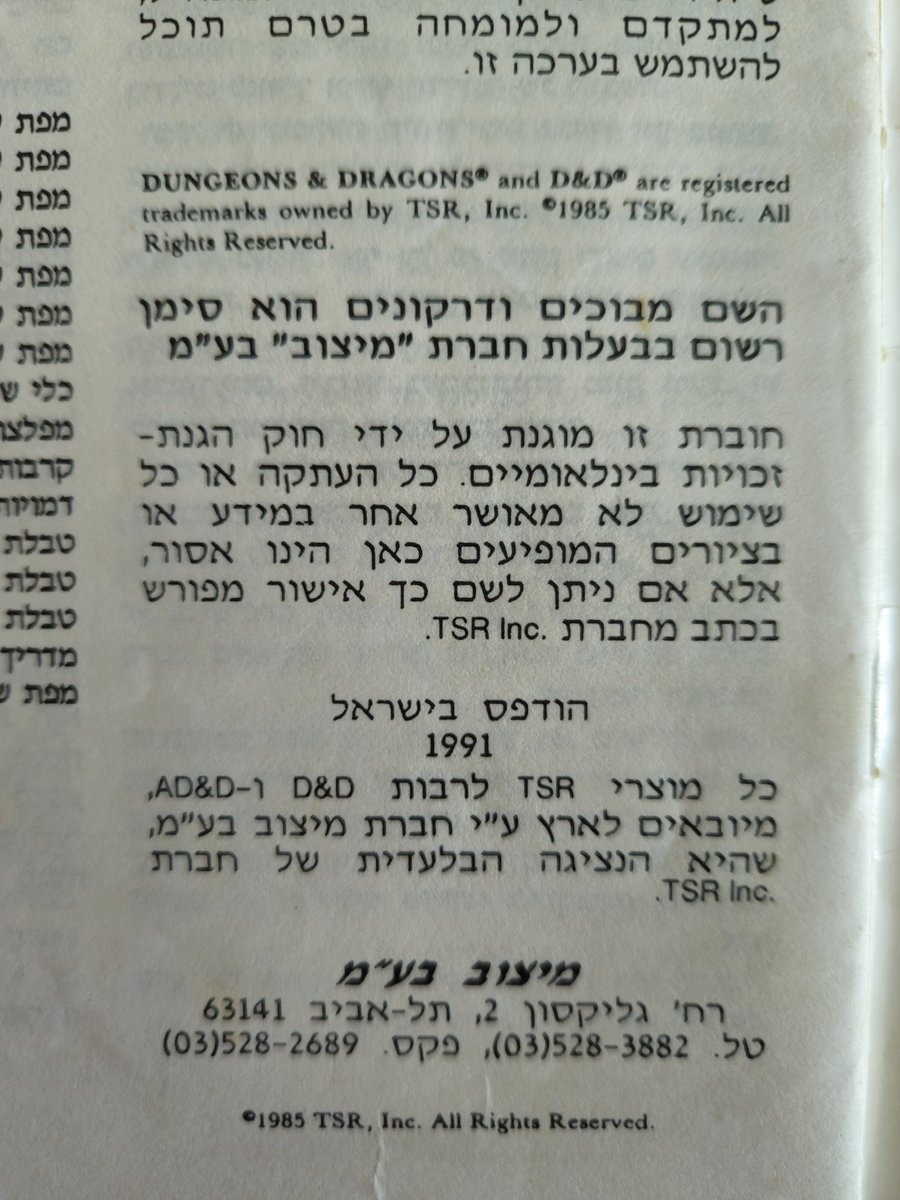 למתקדם ולמומחה בטרם תוכל
להשתמש בערכה זו.
DUNGEONS & DRAGONS® and D&D® are registered
trademarks owned by TSR, Inc. ©1985 TSR, Inc. All
Rights Reserved.
השם מבוכים ודרקונים הוא סימן
רשום בבעלות חברת "מיצוב" בע"מ
חוברת זו מוגנת על ידי חוק הגנת-
זכויות בינלאומיים. כל העתקה או כל
שימוש לא מאושר אחר במידע או
בציורים המופיעים כאן הינו אסור,
אלא אם ניתן לשם כך אישור מפורש
בכתב מחברת TSR Inc.‎.
הודפס בישראל
1991
כל מוצרי TSR לרבות D&D ו-AD&D,
מיובאים לארץ ע"י חברת מיצוב בע"מ,
שהיא הנציגה הבלעדית של חברת
TSR Inc.‎.
מיצוב בע"מ
רח' גליקסון 2, תל-אביב 63141
טל. 528-3882(03), פקס. 528-2689(03)
©1985 TSR, Inc. All Rights Reserved.
מפת
מפת
מפת
מפת
מפת
מפת
מפת
כלי
קרבות
טבלת
טבלת
טבלת
מדריך
מפת